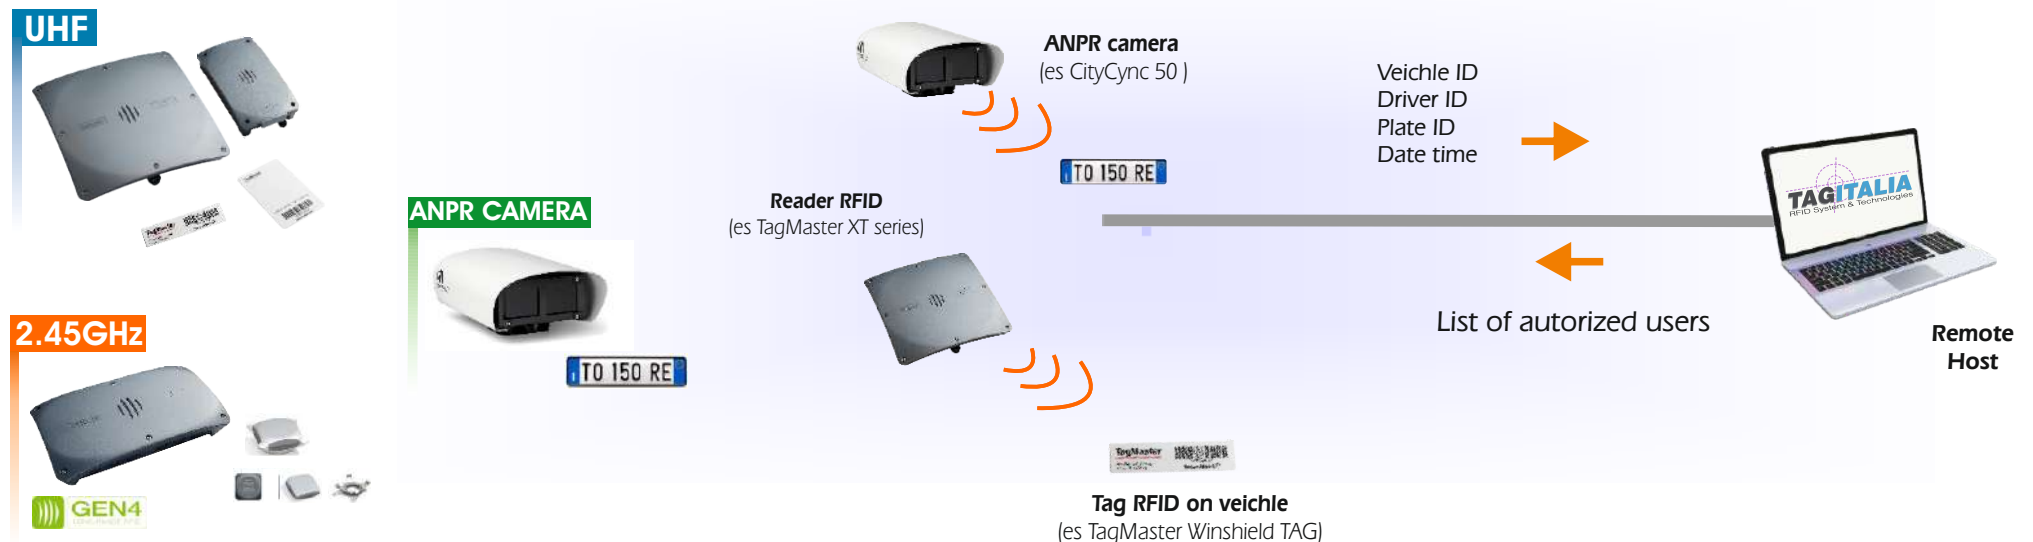 UHF
2.45GHz
GEN4
ANPR CAMERA
TO 150 RE
ANPR camera
(es CityCync 50 )
TO 150 RE
Reader RFID
(es TagMaster XT series)
TagMaster
Tag RFID on veichle
(es TagMaster Winshield TAG)
Veichle ID
Driver ID
Plate ID
Date time
List of autorized users
TAGITALIA
RFID System & Technologies
Remote
Host